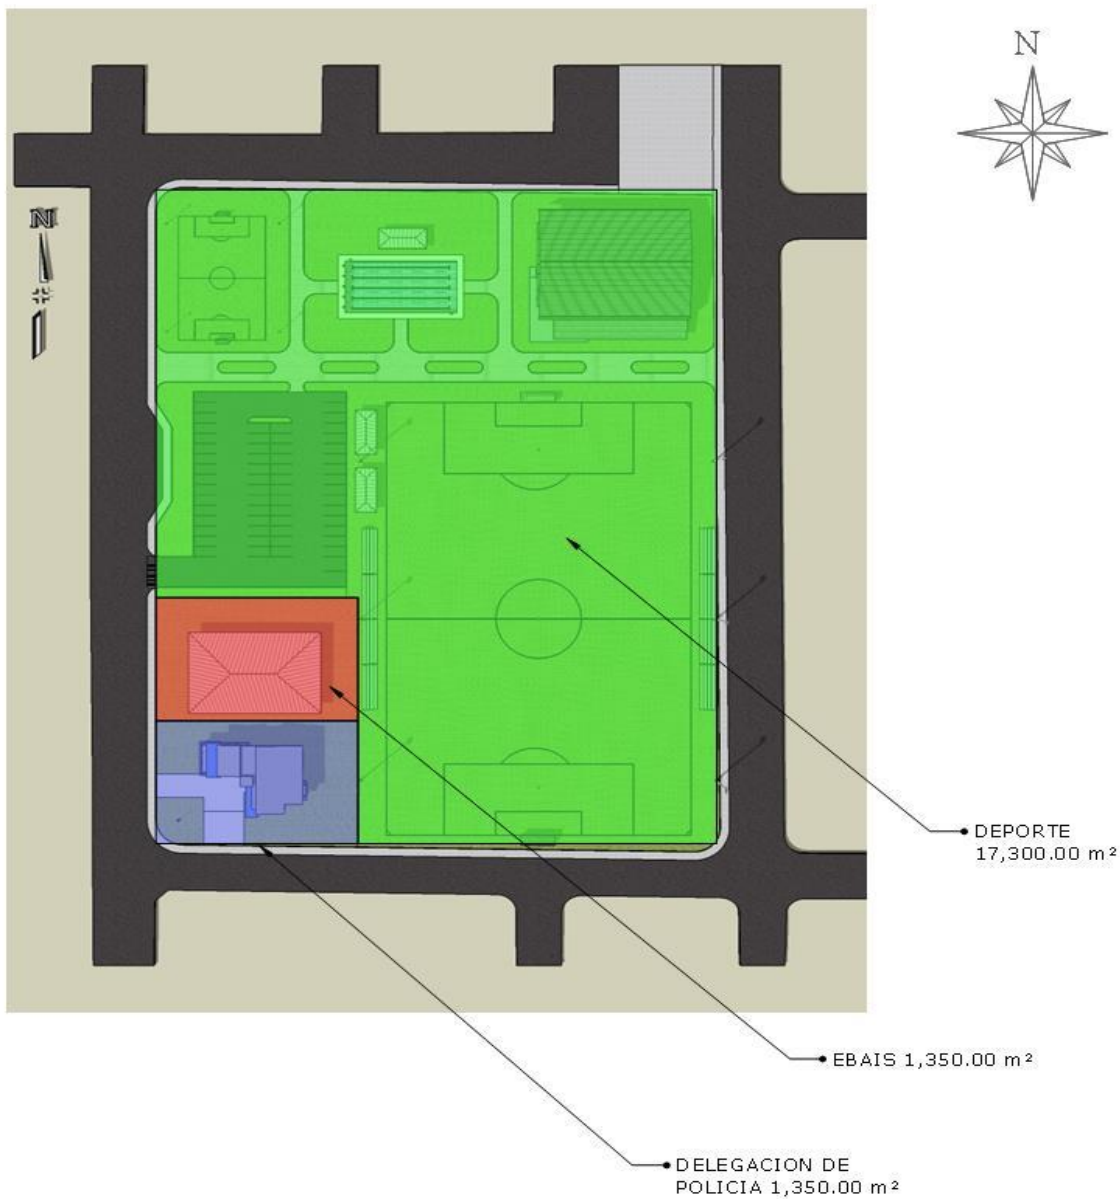 N
N
DEPORTE
17,300.00 m²
EBAIS 1,350.00 m²
DELEGACION DE
POLICIA 1,350.00 m²